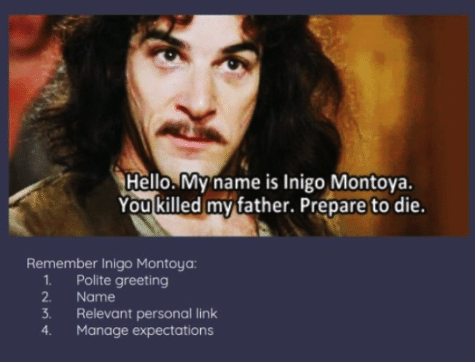 Hello. My name is Inigo Montoya.
You killed my father. Prepare to die.
Remember Inigo Montoya:
1. Polite greeting
2. Name
3. Relevant personal link
4. Manage expectations